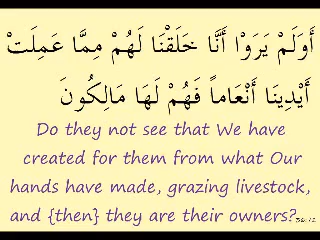 أَوَلَمْ يَرَوْا أَنَّا خَلَقْنَا لَهُمْ مِمَّا عَمِلَتْ
أَيْدِينَا أَنْعَاماً فَهُمْ لَهَا مَالِكُونَ
Do they not see that We have
created for them from what Our
hands have made, grazing livestock,
and {then} they are their owners?